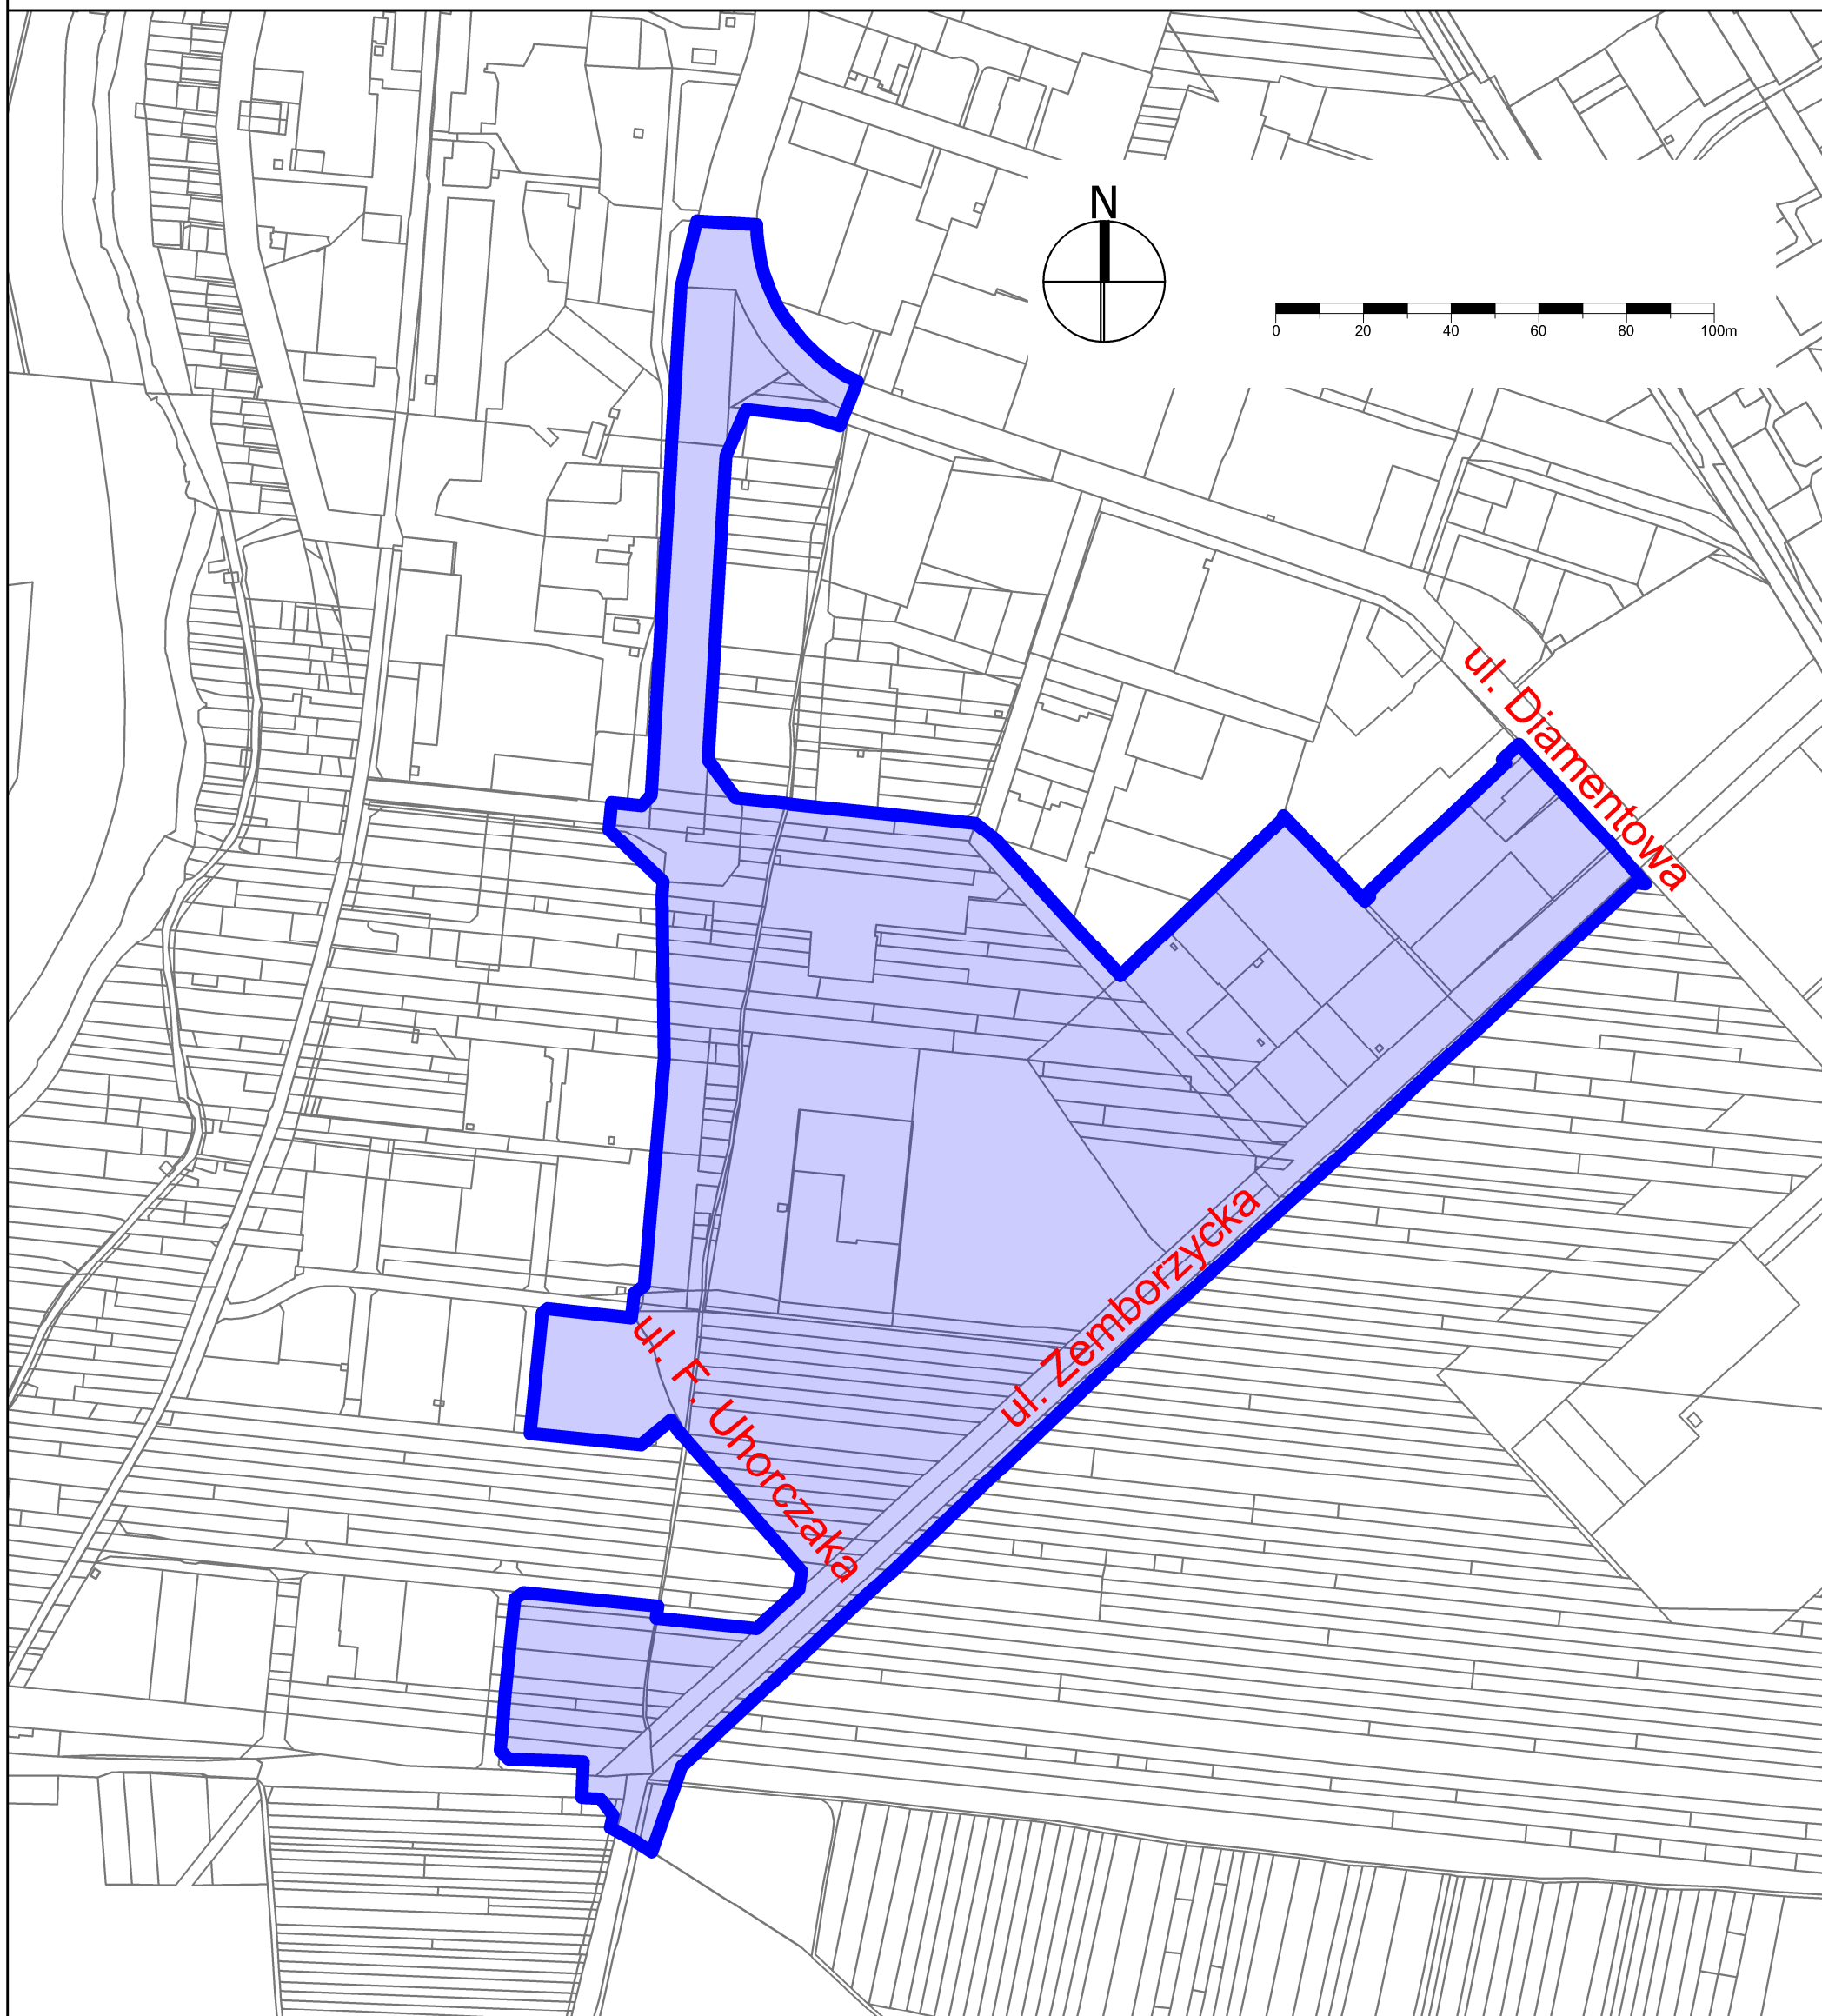 N
0 20 40 60 80 100m
ul. Diamentowa
ul. Zemborzycka
ul. F. Uhorczaka